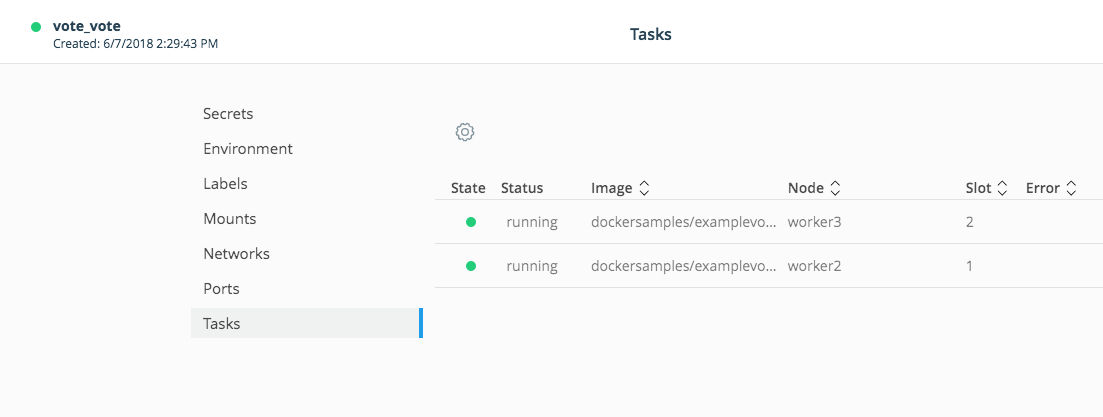 vote_vote
Created: 6/7/2018 2:29:43 PM
Tasks
Secrets
Environment
Labels
Mounts
Networks
Ports
Tasks
State Status Image Node Slot Error
running dockersamples/examplevo... worker3 2
running dockersamples/examplevo... worker2 1